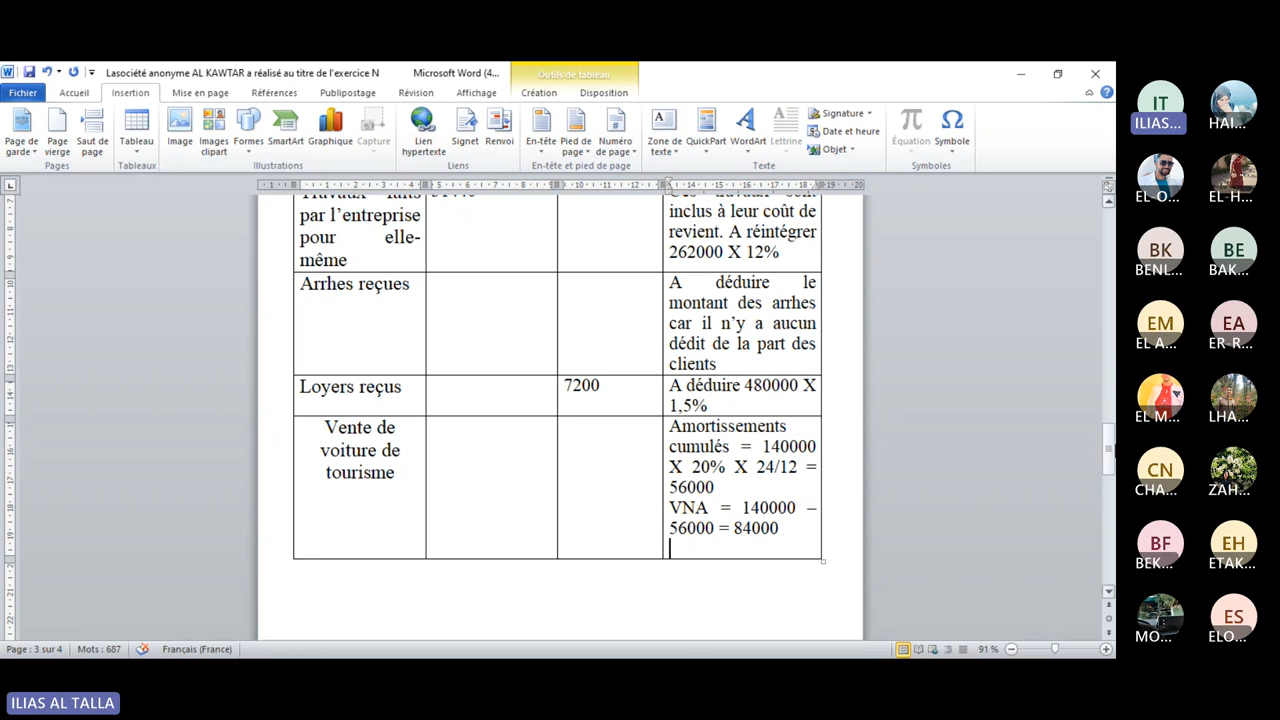 Lasociété anonyme AL KAWTAR a réalisé au titre de l'exercice N
Microsoft Word (4...
Outils de tableau
Fichier
Accueil
Insertion
Mise en page
Références
Publipostage
Révision
Affichage
Création
Disposition
Page de garde
Page vierge
Saut de page
Pages
Tableau
Tableaux
Image
Images clipart
Formes
SmartArt
Graphique
Capture
Illustrations
Lien hypertexte
Signet
Renvoi
Liens
En-tête
Pied de page
Numéro de page
En-tête et pied de page
Zone de texte
QuickPart
WordArt
Lettrine
Signature
Date et heure
Objet
Texte
Équation
Symbole
Symboles
par l'entreprise
pour elle-
même
inclus à leur coût de
revient. A réintégrer
262000 X 12%
Arrhes reçues
A déduire le
montant des arrhes
car il n'y a aucun
dédit de la part des
clients
Loyers reçus
7200
A déduire 480000 X
1,5%
Vente de
voiture de
tourisme
Amortissements
cumulés = 140000
X 20% X 24/12 =
56000
VNA = 140000 –
56000 = 84000
Page : 3 sur 4
Mots : 687
Français (France)
91 %
IT
ILIAS...
HAI...
EL-O...
EL-H...
BK
BENL...
BE
BAK...
EM
EL A...
EA
ER-R...
EL M...
LHA...
CN
CHA...
ZAH...
BF
BEK...
EH
ETAK...
MO...
ES
ELO...
ILIAS AL TALLA